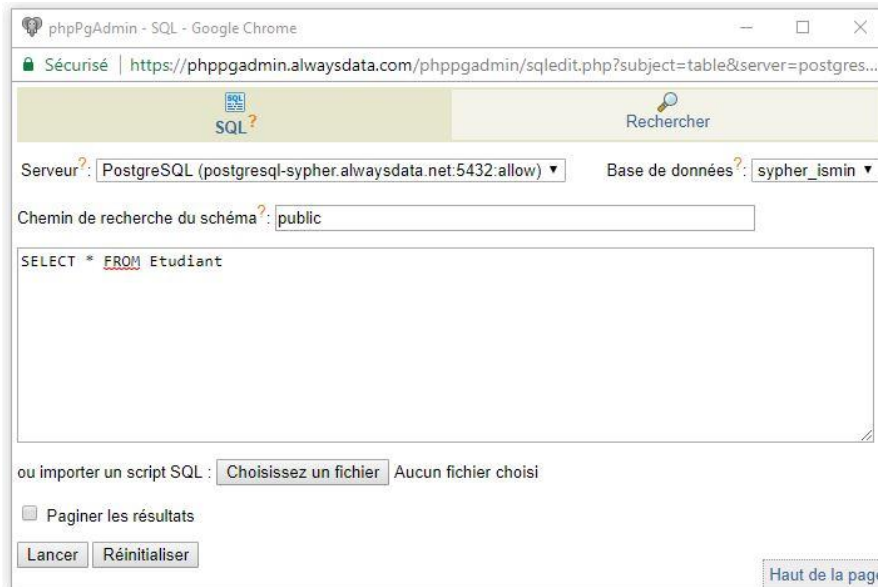 phpPgAdmin - SQL - Google Chrome
Sécurisé | https://phppgadmin.alwaysdata.com/phppgadmin/sqledit.php?subject=table&server=postgres...
SQL
SQL? Rechercher
Serveur?: PostgreSQL (postgresql-sypher.alwaysdata.net:5432:allow) Base de données?: sypher_ismin
Chemin de recherche du schéma?: public
SELECT * FROM Etudiant
ou importer un script SQL : Choisissez un fichier Aucun fichier choisi
Paginer les résultats
Lancer Réinitialiser
Haut de la page